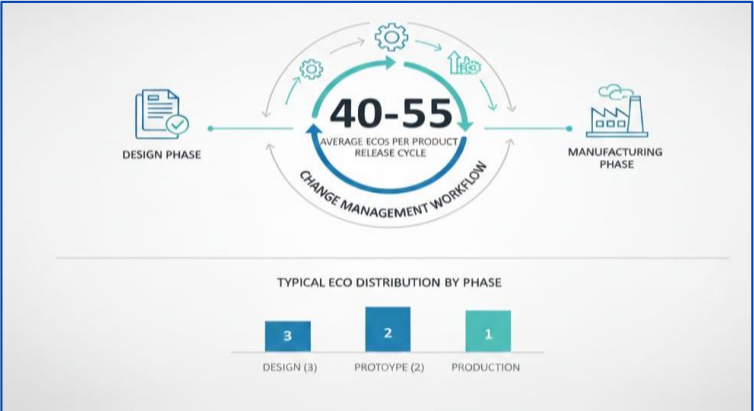 40-55
AVERAGE ECOS PER PRODUCT
RELEASE CYCLE
CHANGE MANAGEMENT WORKFLOW
DESIGN PHASE
MANUFACTURING
PHASE
TYPICAL ECO DISTRIBUTION BY PHASE
3
2
1
DESIGN (3)
PROTOYPE (2)
PRODUCTION